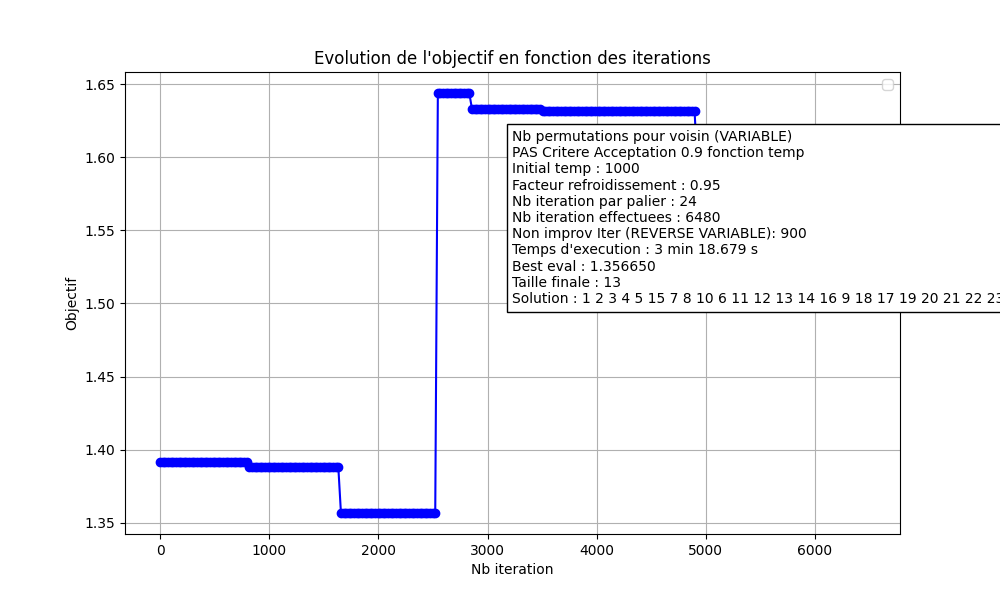 Evolution de l'objectif en fonction des iterations
1.65
1.60
1.55
1.50
1.45
1.40
1.35
Objectif
Nb permutations pour voisin (VARIABLE)
PAS Critere Acceptation 0.9 fonction temp
Initial temp : 1000
Facteur refroidissement : 0.95
Nb iteration par palier : 24
Nb iteration effectuees : 6480
Non improv Iter (REVERSE VARIABLE): 900
Temps d'execution : 3 min 18.679 s
Best eval : 1.356650
Taille finale : 13
Solution : 1 2 3 4 5 15 7 8 10 6 11 12 13 14 16 9 18 17 19 20 21 22 23
0 1000 2000 3000 4000 5000 6000
Nb iteration